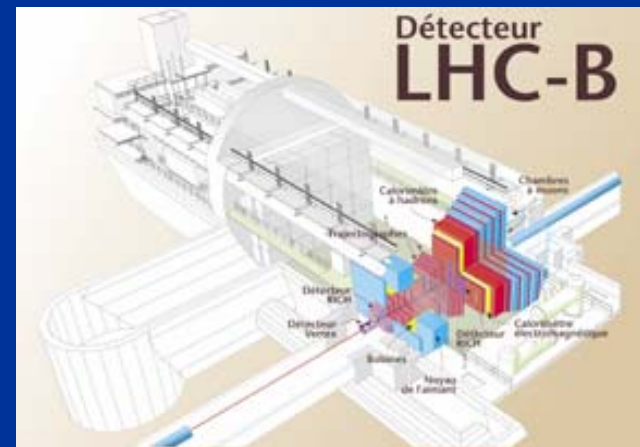 Détecteur
LHC-B
Chambres
à muons
Calorimètre
à hadrons
Trajectographes
Détecteur
RICH
Détecteur
Vertex
Bobines
Noyau
de l'aimant
Détecteur
RICH
Calorimètre
électromagnétique